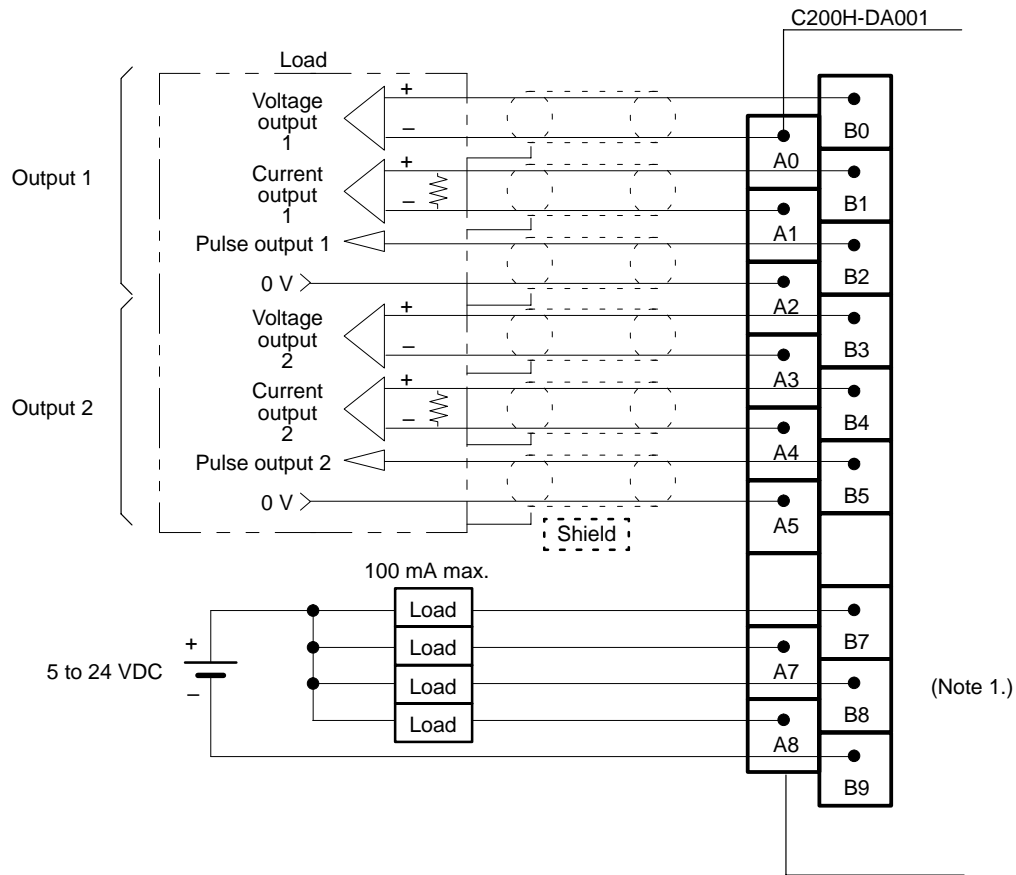 C200H-DA001
Load
Output 1
Voltage
output
1
+
–
B0
A0
Current
output
1
+
–
B1
A1
Pulse output 1
B2
0 V
A2
Output 2
Voltage
output
2
+
–
B3
A3
Current
output
2
+
–
B4
A4
Pulse output 2
B5
0 V
A5
Shield
100 mA max.
Load
B7
Load
A7
Load
B8
Load
A8
B9
5 to 24 VDC
+
–
(Note 1.)